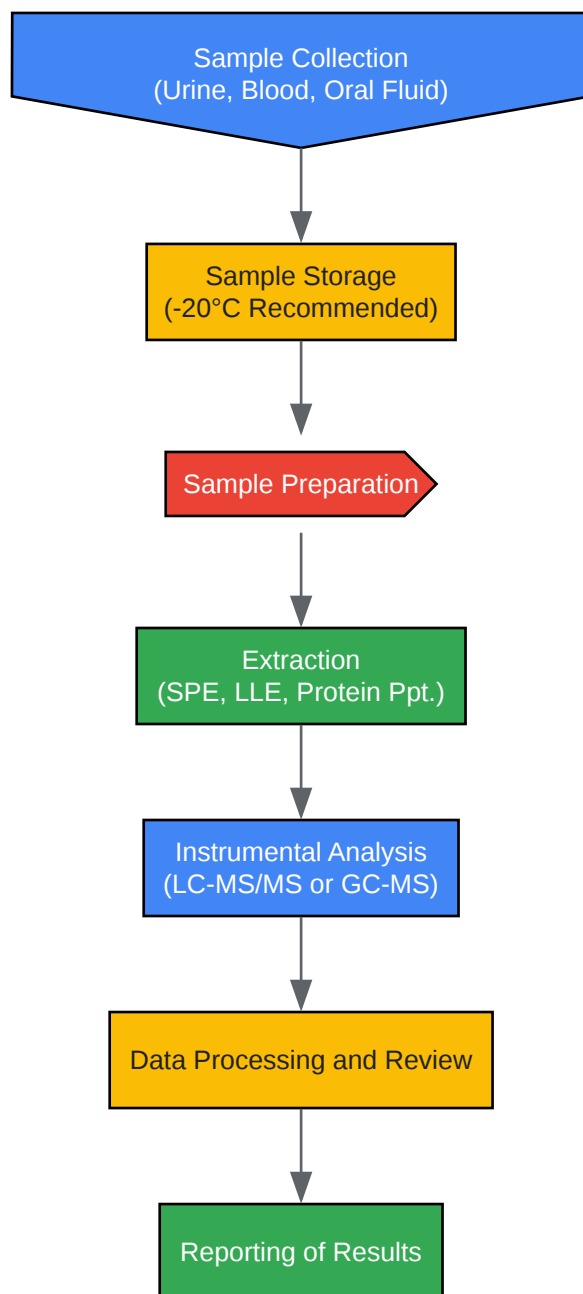 Sample Collection
(Urine, Blood, Oral Fluid)
Sample Storage
(-20°C Recommended)
Sample Preparation
Extraction
(SPE, LLE, Protein Ppt.)
Instrumental Analysis
(LC-MS/MS or GC-MS)
Data Processing and Review
Reporting of Results